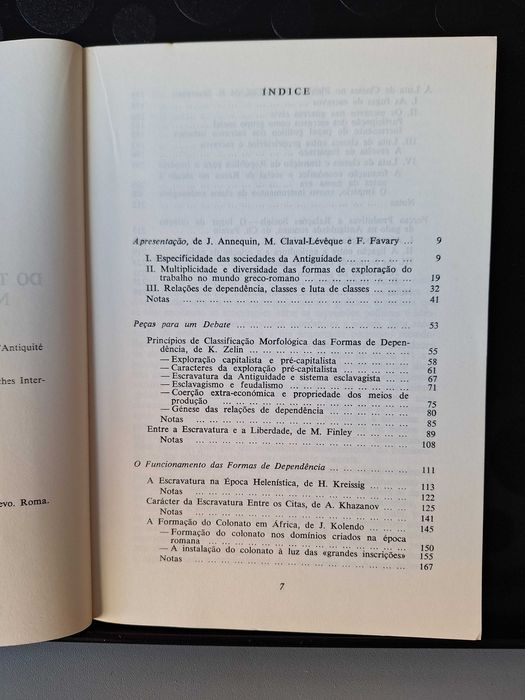 ÍNDICE
Apresentação, de J. Annequin, M. Claval-Lévêque e F. Favary ... 9
I. Especificidade das sociedades da Antiguidade ... ... ... ... 9
II. Multiplicidade e diversidade das formas de exploração do
trabalho no mundo greco-romano ... ... ... ... ... ... ... 19
III. Relações de dependência, classes e luta de classes ... ... ... 32
Notas ... ... ... ... ... ... ... ... ... ... ... ... ... 41
Peças para um Debate ... ... ... ... ... ... ... ... ... ... ... 53
Princípios de Classificação Morfológica das Formas de Depen-
dência, de K. Zelin ... ... ... ... ... ... ... ... ... ... 55
— Exploração capitalista e pré-capitalista ... ... ... ... ... 58
— Caracteres da exploração pré-capitalista ... ... ... ... ... 61
— Escravatura da Antiguidade e sistema esclavagista ... ... 67
— Esclavagismo e feudalismo ... ... ... ... ... ... ... ... 71
— Coerção extra-económica e propriedade dos meios de
produção ... ... ... ... ... ... ... ... ... ... ... ... 75
— Génese das relações de dependência ... ... ... ... ... ... 80
Notas ... ... ... ... ... ... ... ... ... ... ... ... ... 85
Entre a Escravatura e a Liberdade, de M. Finley ... ... ... ... 89
Notas ... ... ... ... ... ... ... ... ... ... ... ... ... 108
O Funcionamento das Formas de Dependência ... ... ... ... ... 111
A Escravatura na Época Helenística, de H. Kreissig ... ... ... 113
Notas ... ... ... ... ... ... ... ... ... ... ... ... ... 122
Carácter da Escravatura Entre os Citas, de A. Khazanov ... ... 125
Notas ... ... ... ... ... ... ... ... ... ... ... ... ... 141
A Formação do Colonato em África, de J. Kolendo ... ... ... 145
— Formação do colonato nos domínios criados na época
romana ... ... ... ... ... ... ... ... ... ... ... ... 150
— A instalação do colonato à luz das «grandes inscrições» ... 155
Notas ... ... ... ... ... ... ... ... ... ... ... ... ... 167
7
DO T
N
'Antiquité
ches Inter-
evo. Roma.